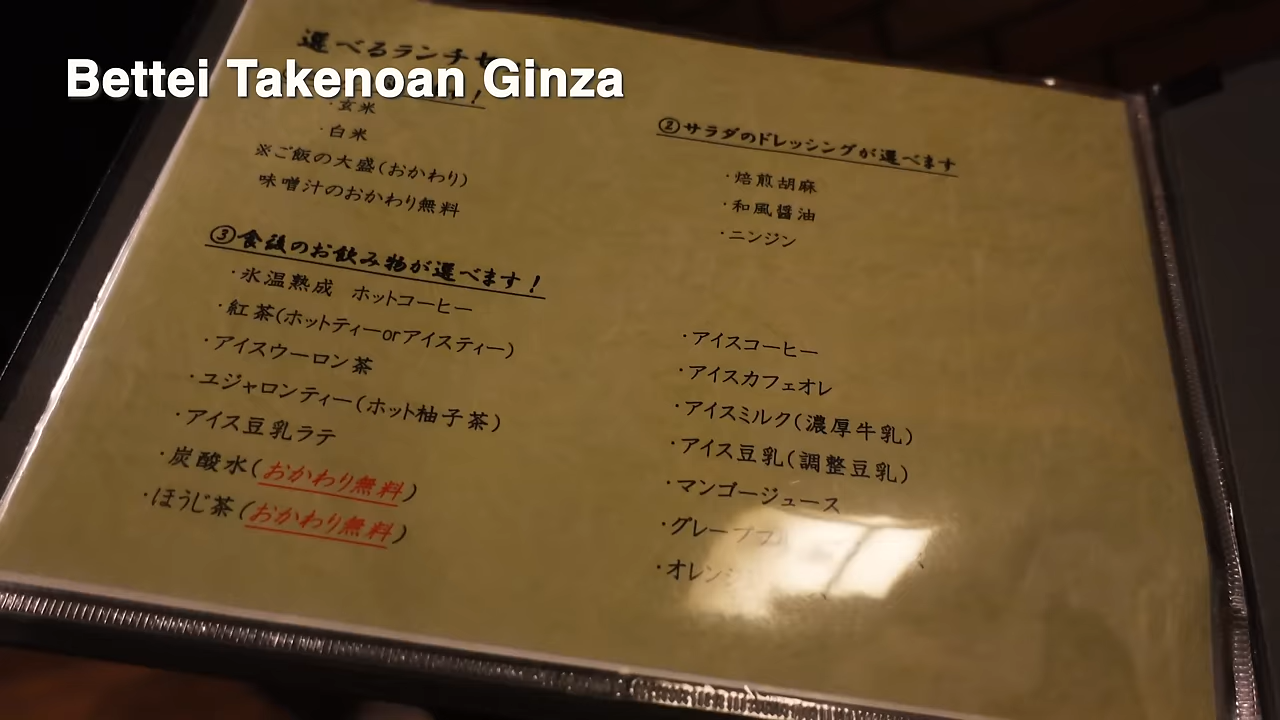 選べるランチセ
Bettei Takenoan Ginza
・玄米
・白米
※ご飯の大盛(おかわり)
味噌汁のおかわり無料
②サラダのドレッシングが選べます
・焙煎胡麻
・和風醤油
・ニンジン
③食後のお飲み物が選べます!
・氷温熟成 ホットコーヒー
・紅茶(ホットティーorアイスティー)
・アイスウーロン茶
・ユジャロンティー(ホット柚子茶)
・アイス豆乳ラテ
・炭酸水(おかわり無料)
・ほうじ茶(おかわり無料)
・アイスコーヒー
・アイスカフェオレ
・アイスミルク(濃厚牛乳)
・アイス豆乳(調整豆乳)
・マンゴージュース
・グレープフ
・オレンジ